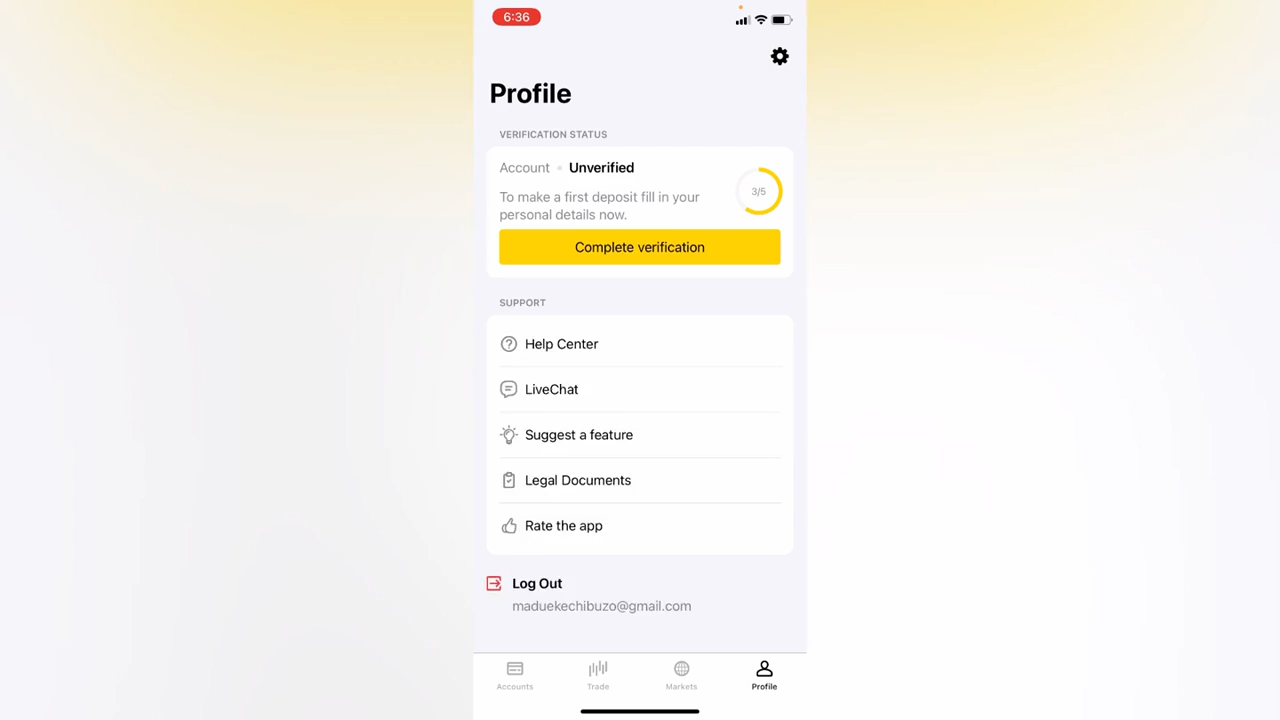 6:36
Profile
VERIFICATION STATUS
Account • Unverified
To make a first deposit fill in your
personal details now.
3/5
Complete verification
SUPPORT
Help Center
LiveChat
Suggest a feature
Legal Documents
Rate the app
Log Out
maduekechibuzo@gmail.com
Accounts Trade Markets Profile